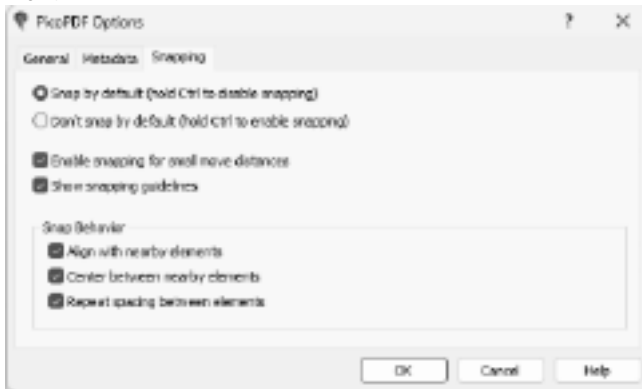 PicoPDF Options ? ✕
General Metadata Snapping
Snap by default (hold Ctrl to disable snapping)
Don't snap by default (hold Ctrl to enable snapping)
Enable snapping for small move distances
Show snapping guidelines
Snap Behavior
Align with nearby elements
Center between nearby elements
Repeat spacing between elements
OK Cancel Help